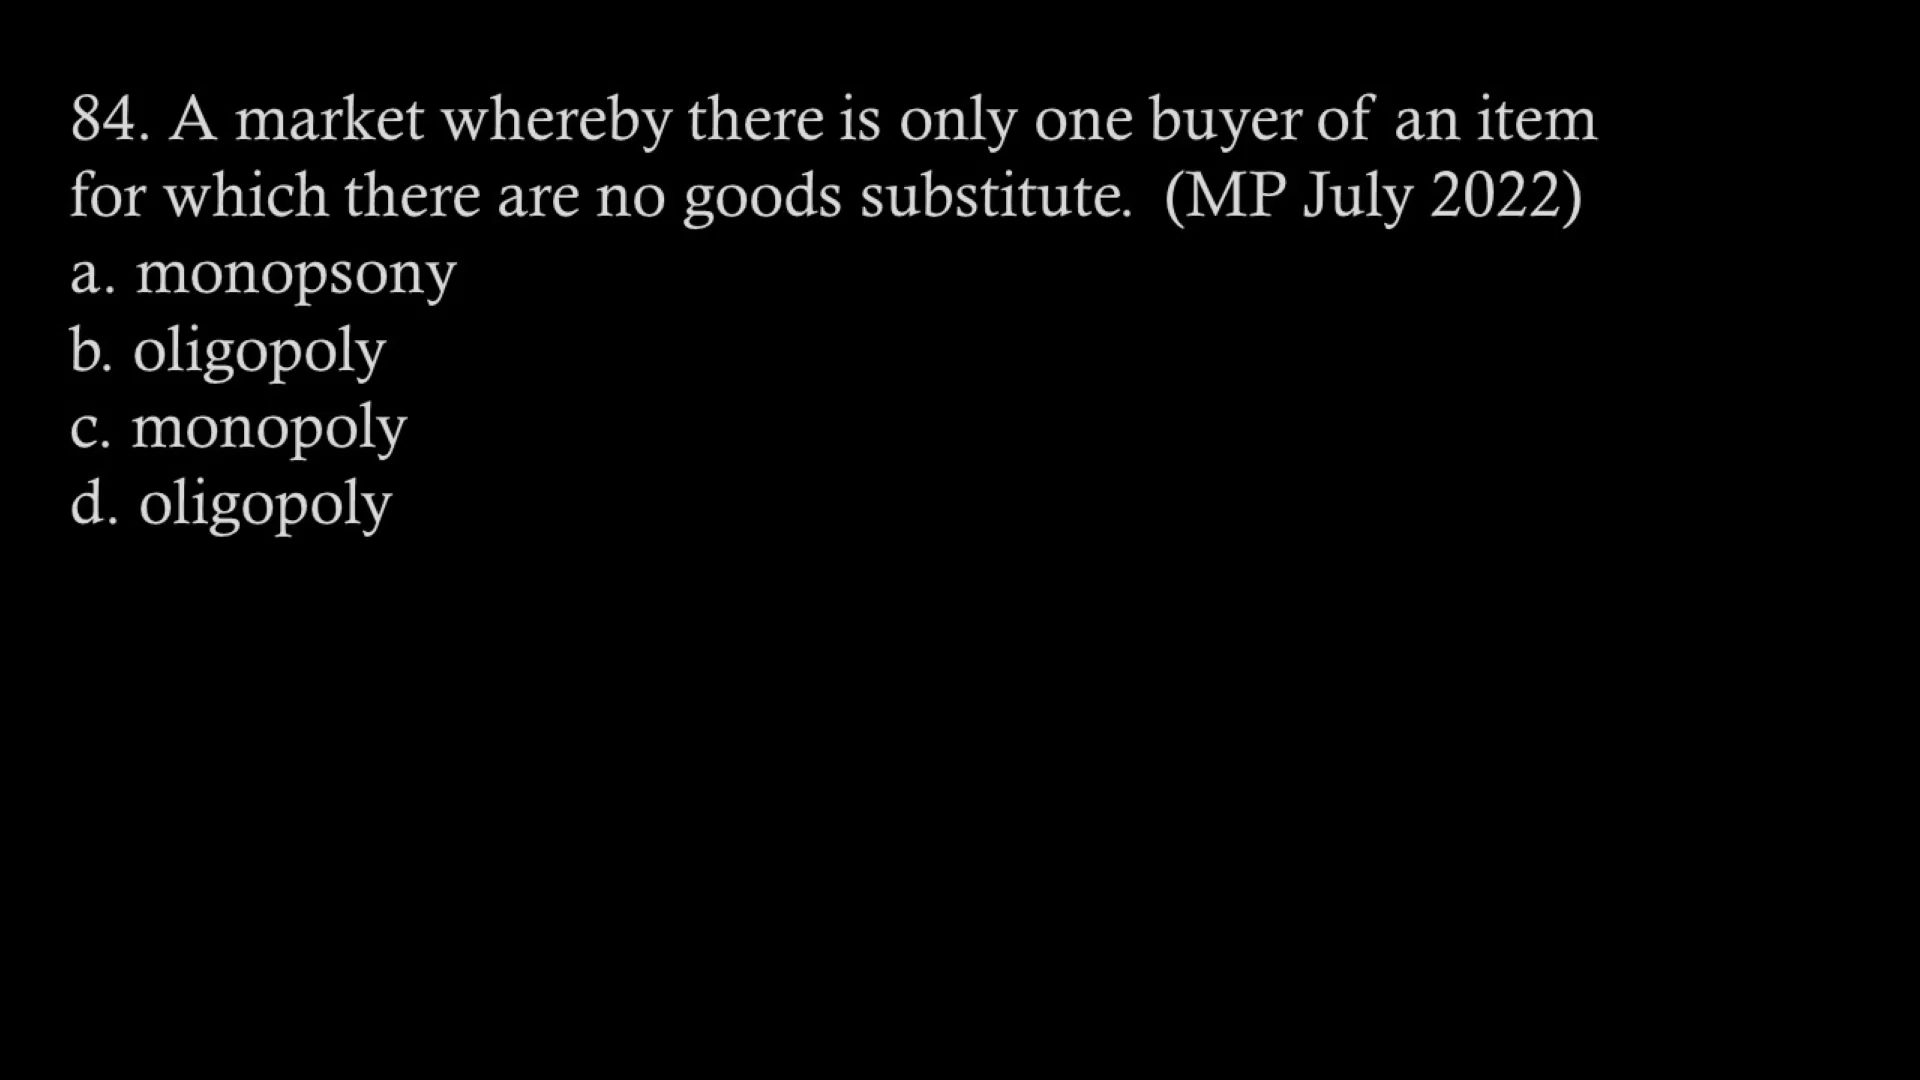 84. A market whereby there is only one buyer of an item
for which there are no goods substitute. (MP July 2022)
a. monopsony
b. oligopoly
c. monopoly
d. oligopoly